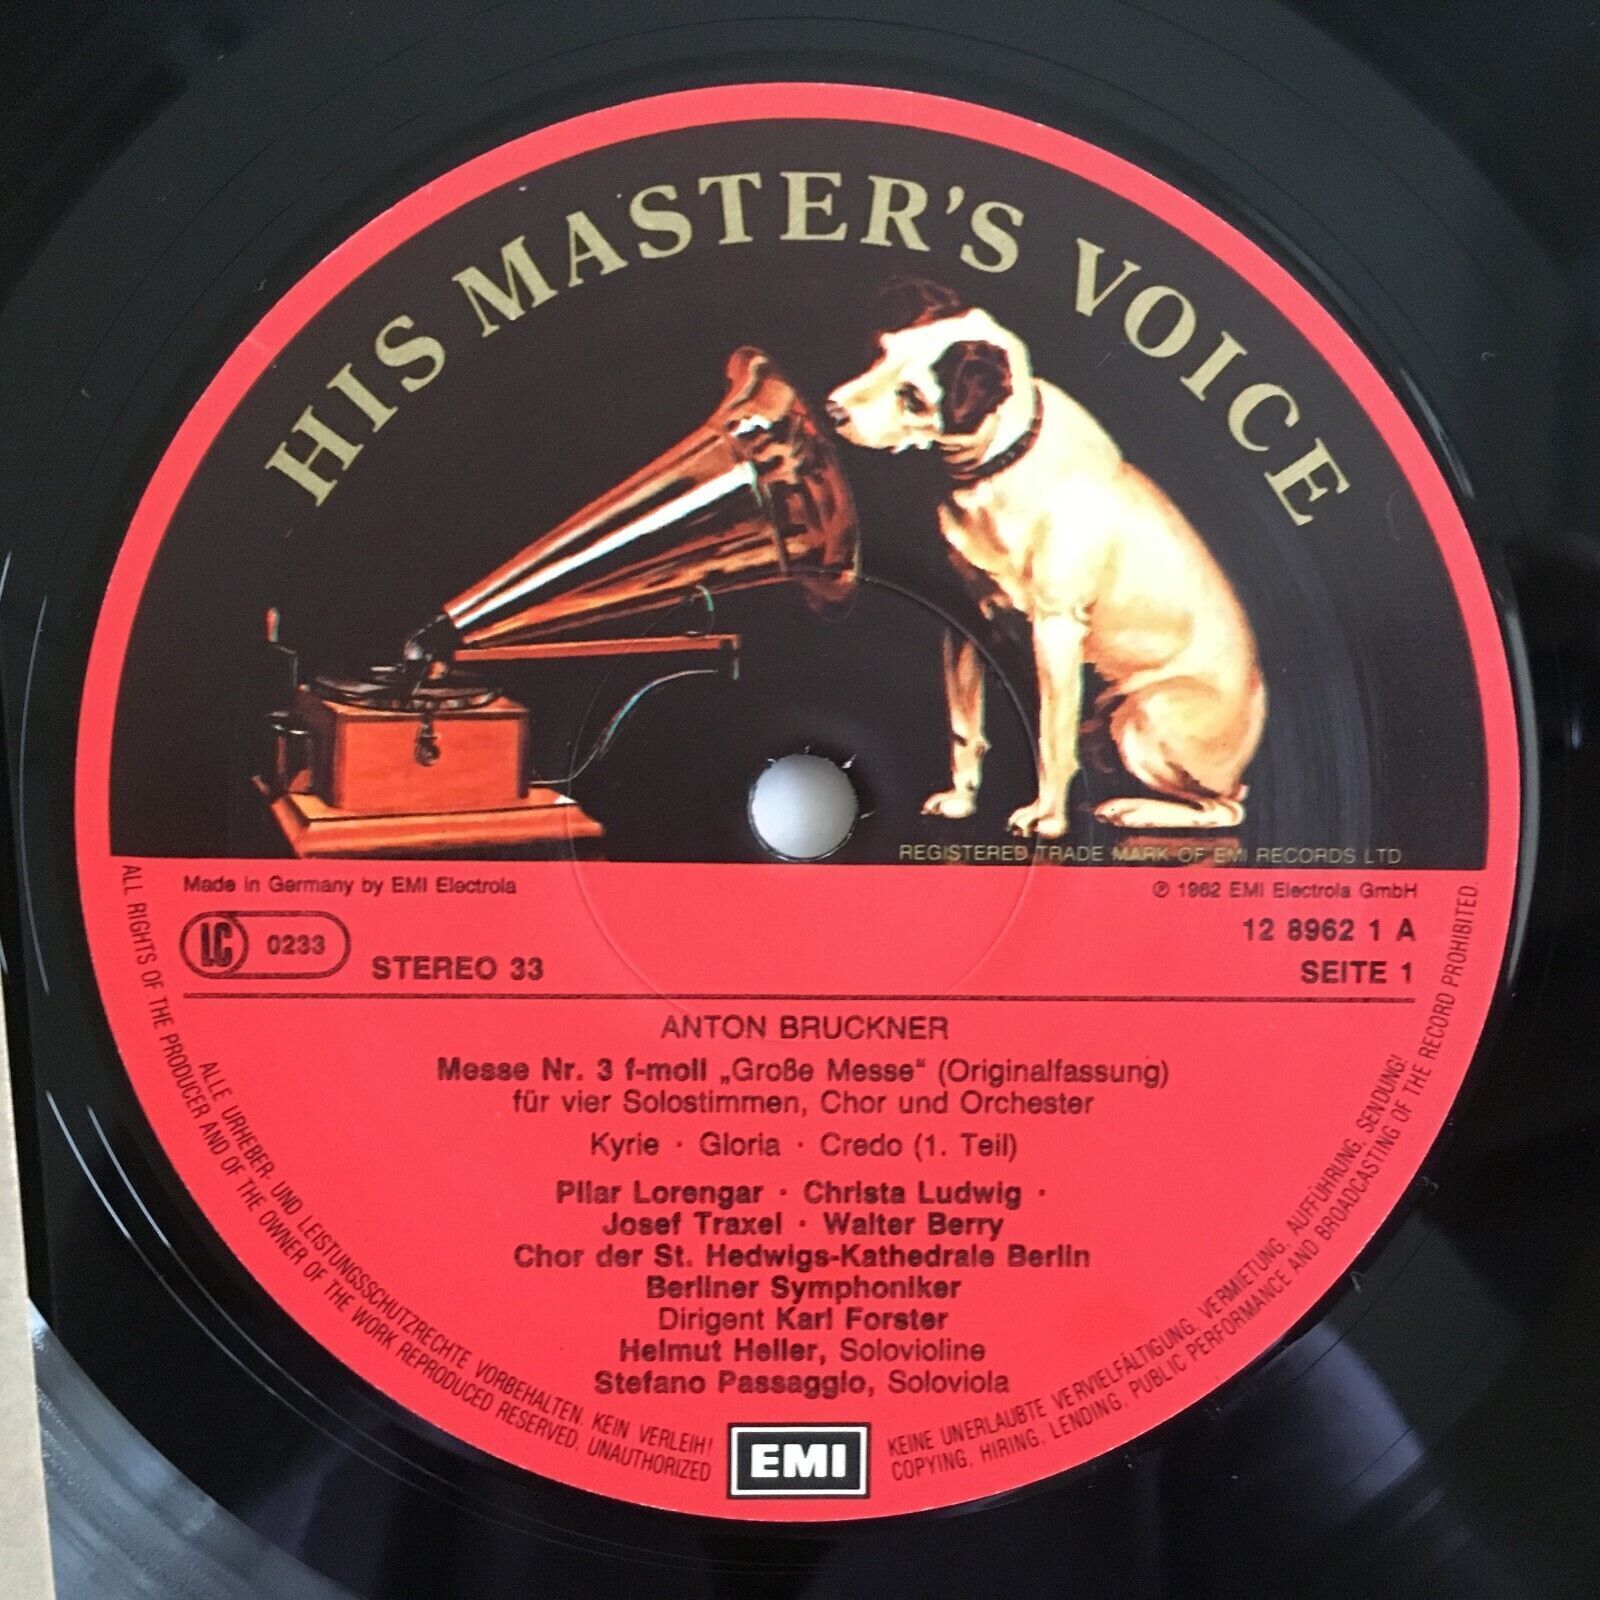 HIS MASTER'S VOICE
REGISTERED TRADE MARK OF EMI RECORDS LTD
Made in Germany by EMI Electrola
℗ 1962 EMI Electrola GmbH
LC 0233
STEREO 33
12 8962 1 A
SEITE 1
ANTON BRUCKNER
Messe Nr. 3 f-moll „Große Messe“ (Originalfassung)
für vier Solostimmen, Chor und Orchester
Kyrie · Gloria · Credo (1. Teil)
Pilar Lorengar · Christa Ludwig ·
Josef Traxel · Walter Berry
Chor der St. Hedwigs-Kathedrale Berlin
Berliner Symphoniker
Dirigent Karl Forster
Helmut Heller, Solovioline
Stefano Passaggio, Soloviola
EMI
ALLE URHEBER- UND LEISTUNGSSCHUTZRECHTE VORBEHALTEN. KEIN VERLEIH! KEINE UNERLAUBTE VERVIELFÄLTIGUNG, VERMIETUNG, AUFFÜHRUNG, SENDUNG!
ALL RIGHTS OF THE PRODUCER AND OF THE OWNER OF THE WORK REPRODUCED RESERVED. UNAUTHORIZED COPYING, HIRING, LENDING, PUBLIC PERFORMANCE AND BROADCASTING OF THE RECORD PROHIBITED.